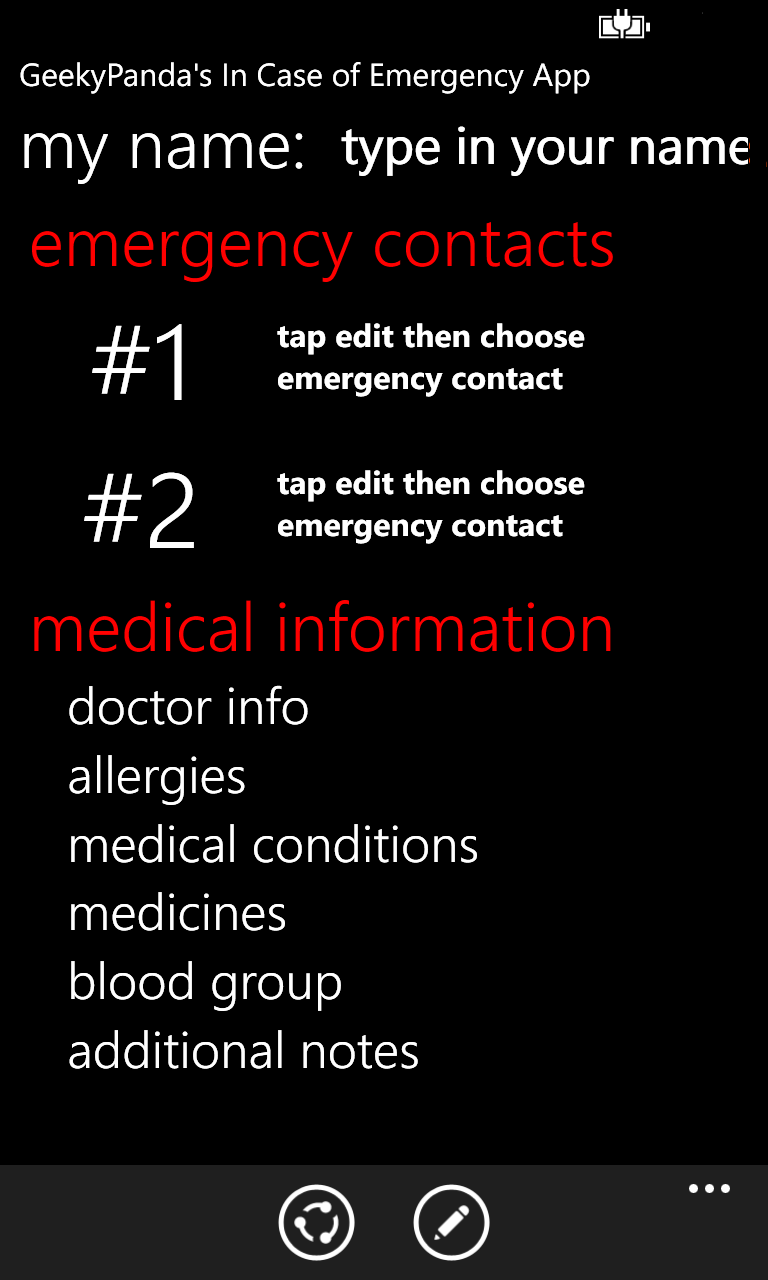 GeekyPanda's In Case of Emergency App
my name: type in your name
emergency contacts
#1
tap edit then choose
emergency contact
#2
tap edit then choose
emergency contact
medical information
doctor info
allergies
medical conditions
medicines
blood group
additional notes